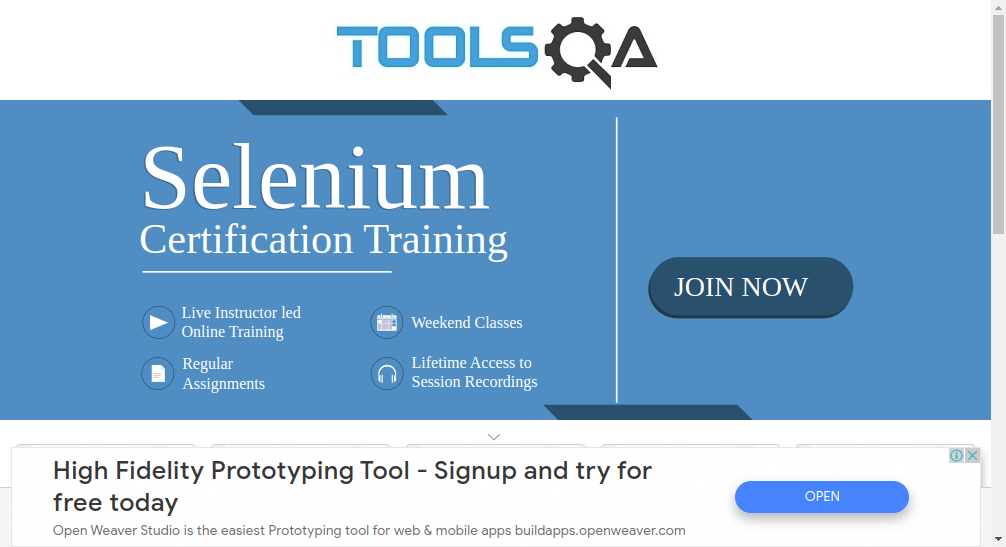 TOOLSQA
Selenium
Certification Training
JOIN NOW
Live Instructor led
Online Training
Weekend Classes
Regular
Assignments
Lifetime Access to
Session Recordings
High Fidelity Prototyping Tool - Signup and try for
free today
Open Weaver Studio is the easiest Prototyping tool for web & mobile apps buildapps.openweaver.com
OPEN